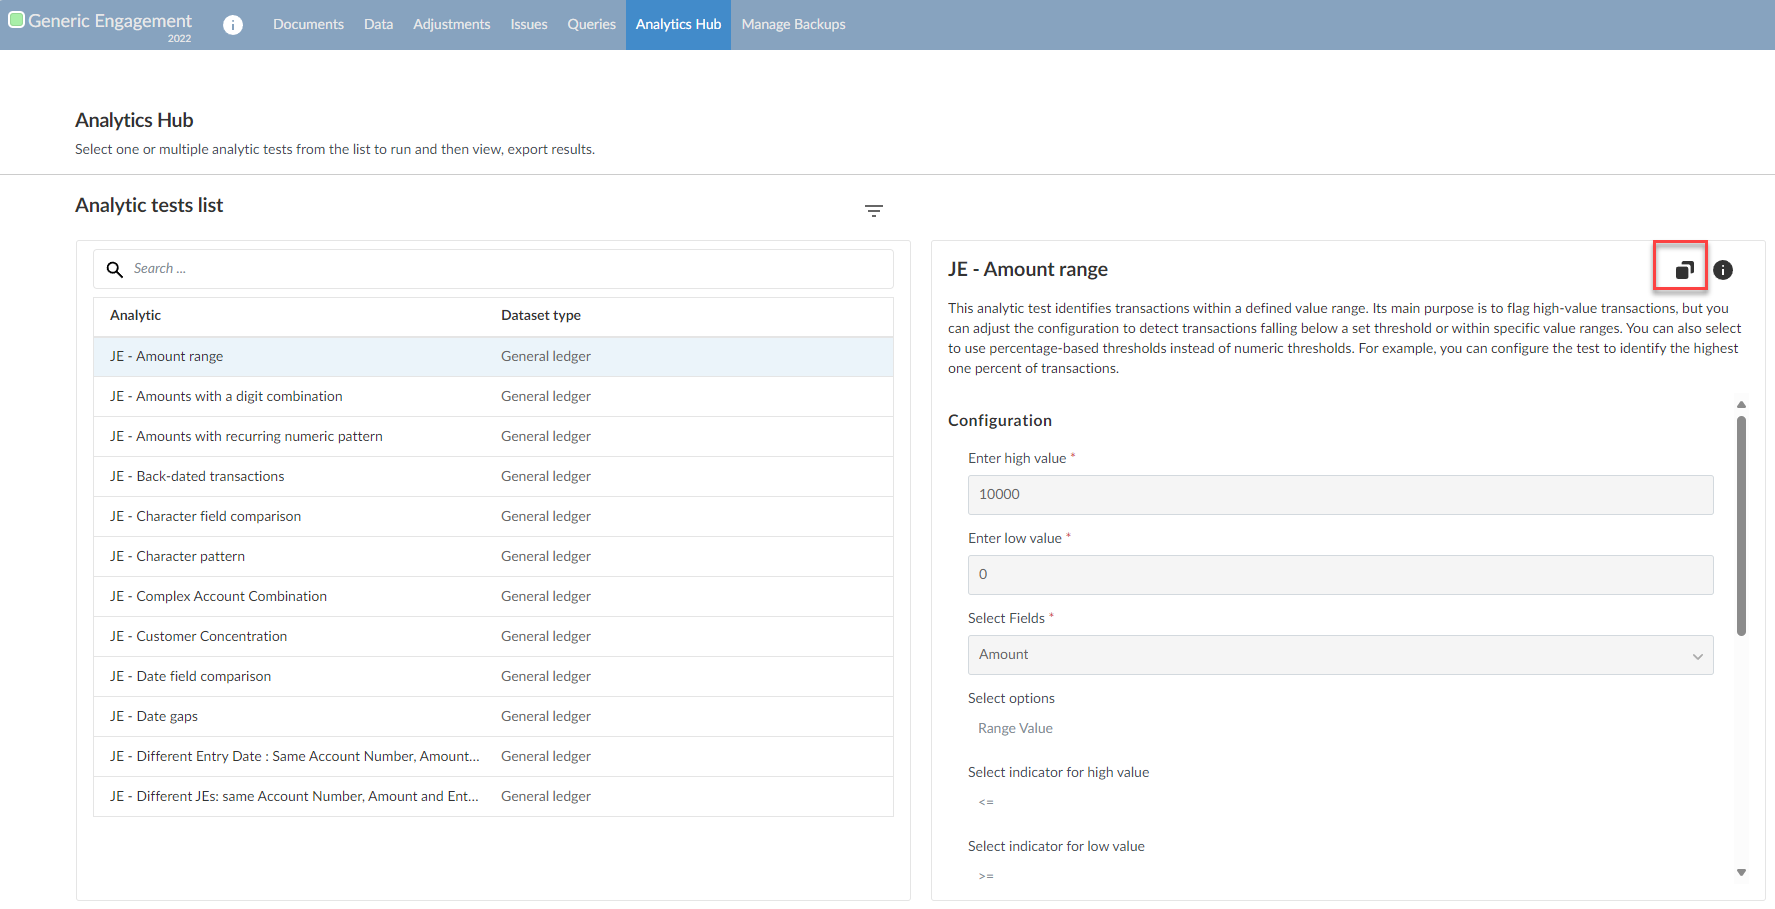 Generic Engagement
2022
i
Documents Data Adjustments Issues Queries Analytics Hub Manage Backups
Analytics Hub
Select one or multiple analytic tests from the list to run and then view, export results.
Analytic tests list
Search ...
Analytic Dataset type
JE - Amount range General ledger
JE - Amounts with a digit combination General ledger
JE - Amounts with recurring numeric pattern General ledger
JE - Back-dated transactions General ledger
JE - Character field comparison General ledger
JE - Character pattern General ledger
JE - Complex Account Combination General ledger
JE - Customer Concentration General ledger
JE - Date field comparison General ledger
JE - Date gaps General ledger
JE - Different Entry Date : Same Account Number, Amount... General ledger
JE - Different JEs: same Account Number, Amount and Ent... General ledger
JE - Amount range
i
This analytic test identifies transactions within a defined value range. Its main purpose is to flag high-value transactions, but you
can adjust the configuration to detect transactions falling below a set threshold or within specific value ranges. You can also select
to use percentage-based thresholds instead of numeric thresholds. For example, you can configure the test to identify the highest
one percent of transactions.
Configuration
Enter high value *
10000
Enter low value *
0
Select Fields *
Amount
Select options
Range Value
Select indicator for high value
<=
Select indicator for low value
>=